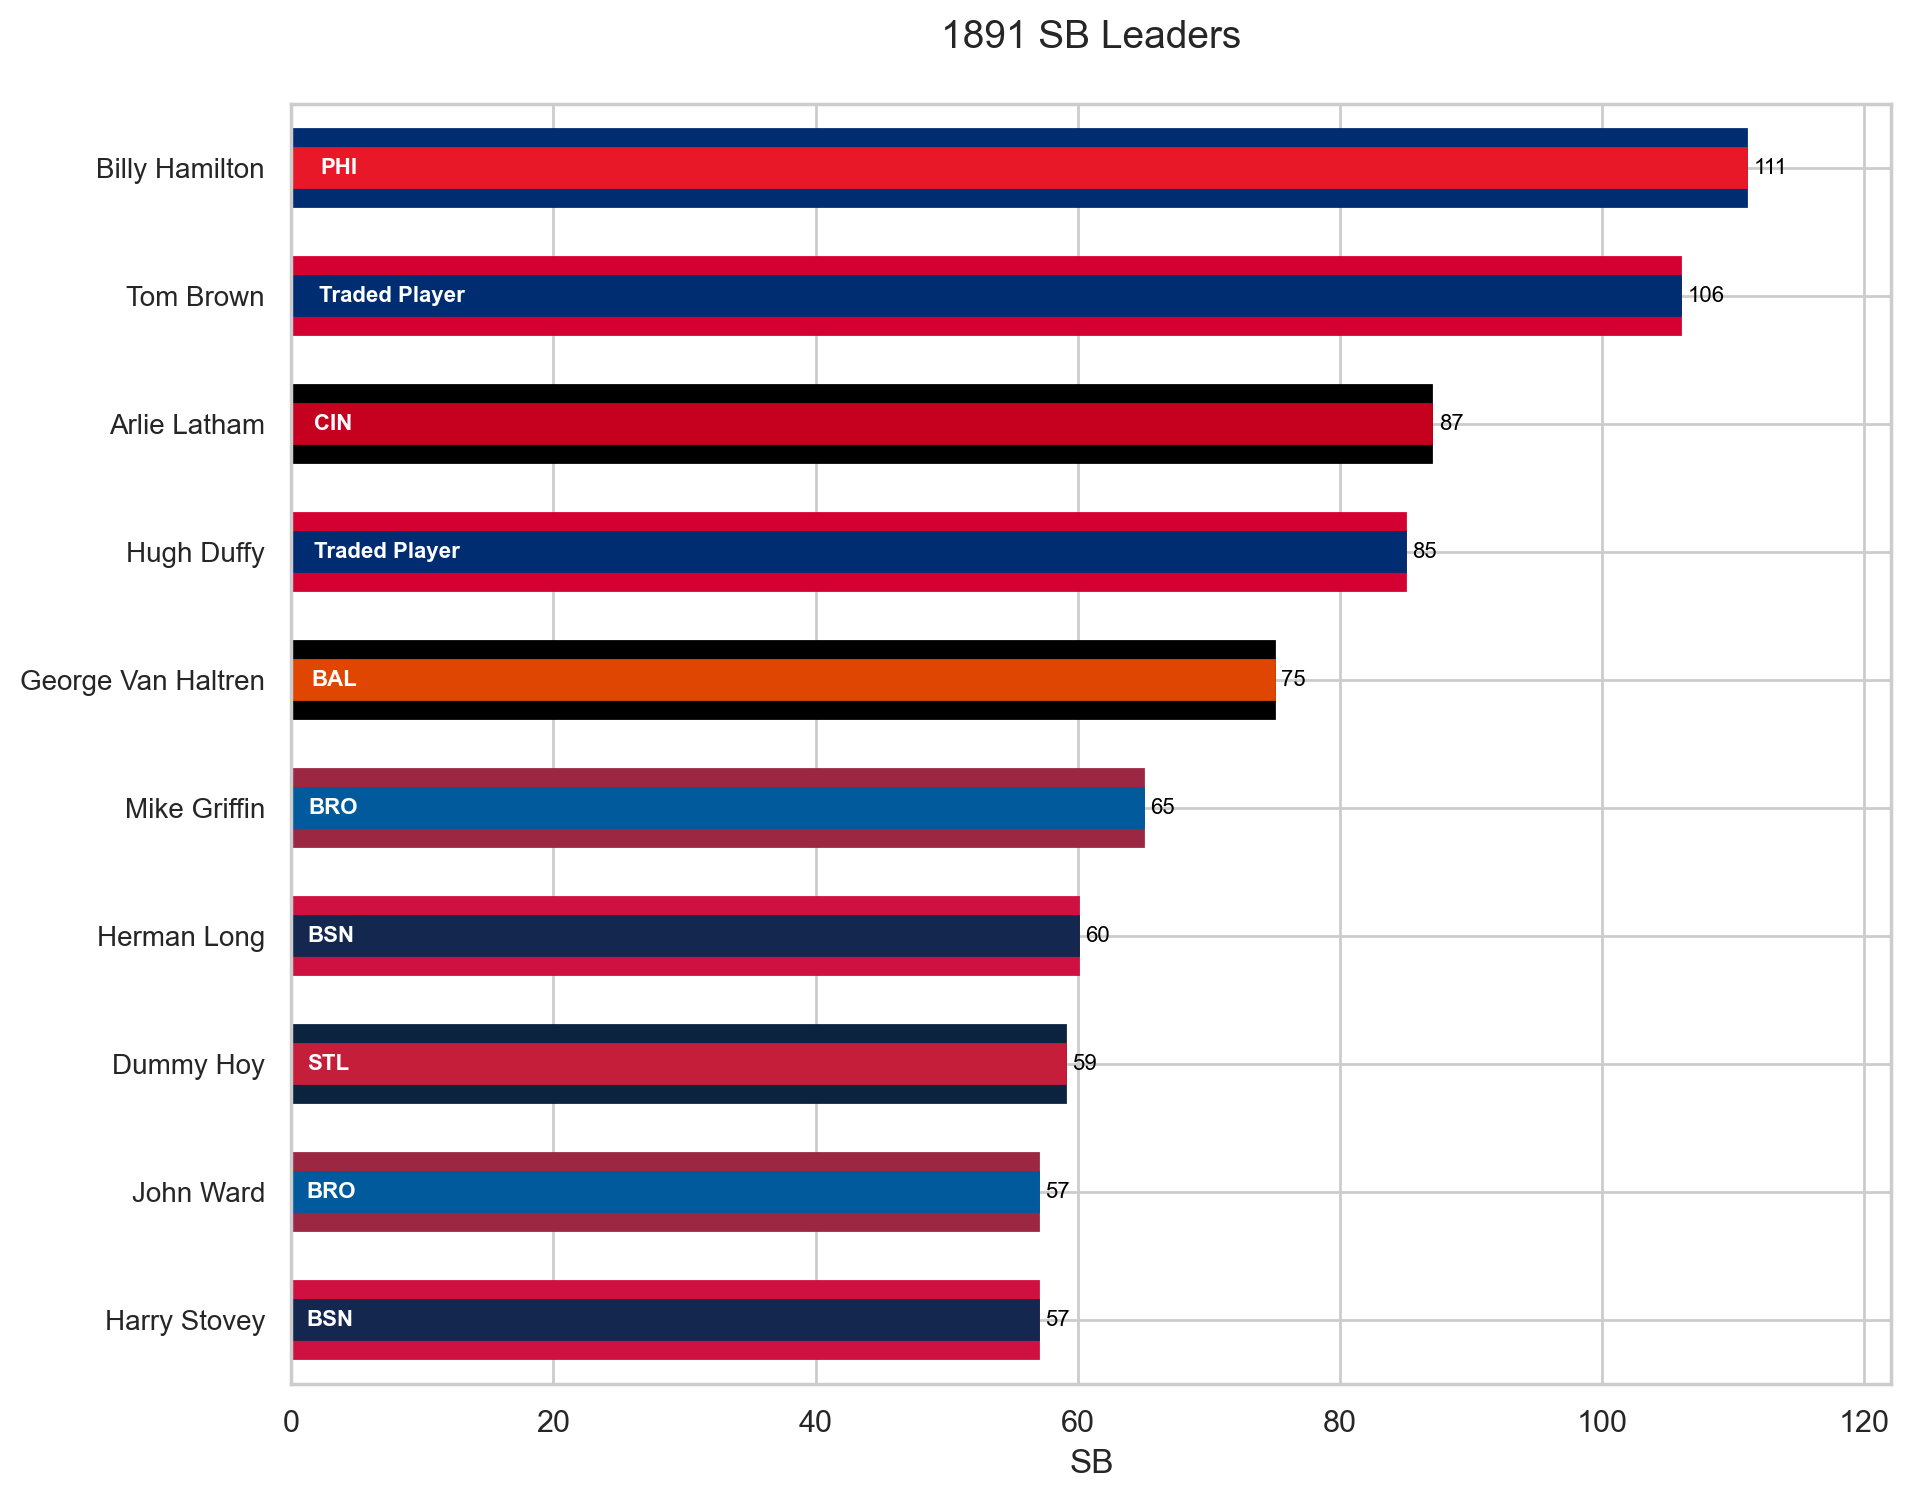 1891 SB Leaders
Billy Hamilton PHI 111
Tom Brown Traded Player 106
Arlie Latham CIN 87
Hugh Duffy Traded Player 85
George Van Haltren BAL 75
Mike Griffin BRO 65
Herman Long BSN 60
Dummy Hoy STL 59
John Ward BRO 57
Harry Stovey BSN 57
0 20 40 60 80 100 120
SB